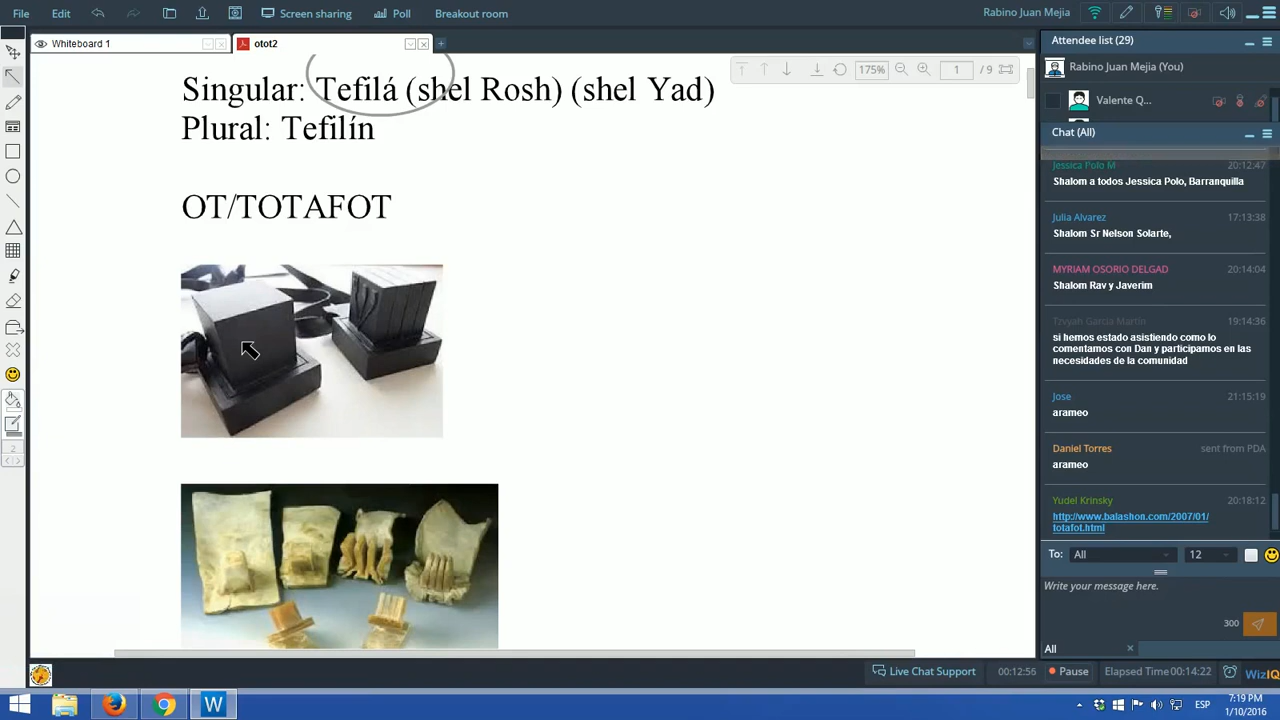 File
Edit
Screen sharing
Poll
Breakout room
Rabino Juan Mejia
Whiteboard 1
otot2
175%
1
/ 9
Singular: Tefilá (shel Rosh) (shel Yad)
Plural: Tefilín
OT/TOTAFOT
Attendee list (29)
Rabino Juan Mejia (You)
Valente Q...
Chat (All)
Jessica Polo M
20:12:47
Shalom a todos Jessica Polo, Barranquilla
Julia Alvarez
17:13:38
Shalom Sr Nelson Solarte,
MYRIAM OSORIO DELGAD
20:14:04
Shalom Rav y Javerim
Tzvyah Garcia Martin
19:14:36
si hemos estado asistiendo como lo
comentamos con Dan y participamos en las
necesidades de la comunidad
Jose
21:15:19
arameo
Daniel Torres
sent from PDA
arameo
Yudel Krinsky
20:18:12
http://www.balashon.com/2007/01/
totafot.html
To:
All
12
Write your message here.
300
All
2
Live Chat Support
00:12:56
Pause
Elapsed Time
00:14:22
WizIQ
W
ESP
7:19 PM
1/10/2016